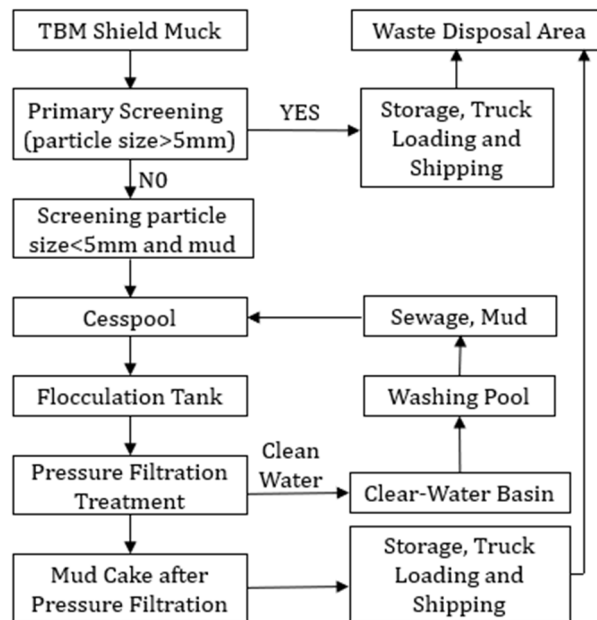 TBM Shield Muck
Waste Disposal Area
Primary Screening
(particle size>5mm)
YES
Storage, Truck
Loading and
Shipping
N0
Screening particle
size<5mm and mud
Cesspool
Sewage, Mud
Flocculation Tank
Washing Pool
Pressure Filtration
Treatment
Clean
Water
Clear-Water Basin
Mud Cake after
Pressure Filtration
Storage, Truck
Loading and
Shipping